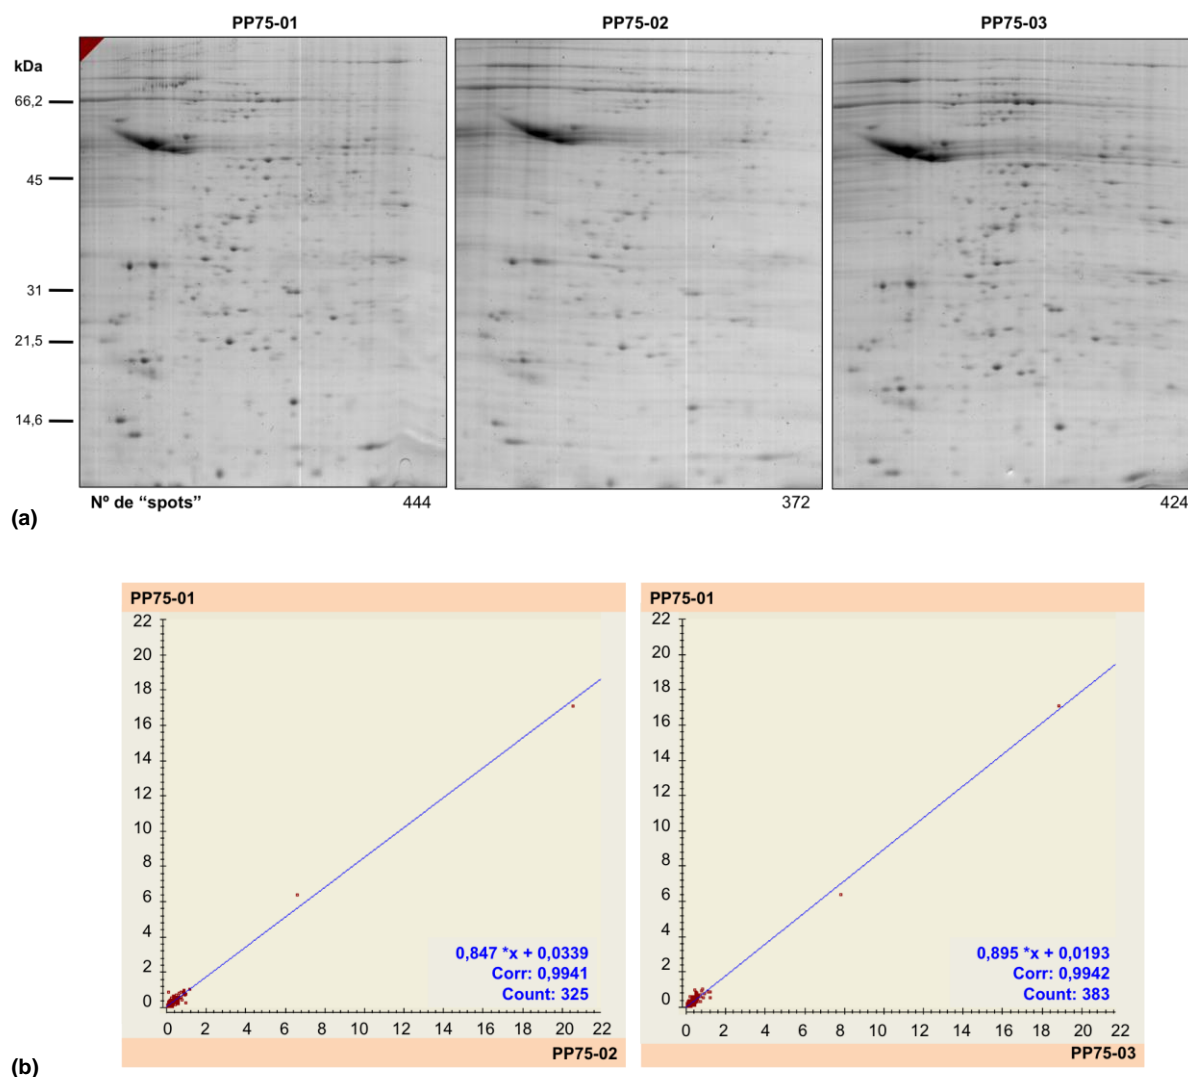 PP75-01 PP75-02 PP75-03
kDa
66,2
45
31
21,5
14,6
Nº de “spots” 444 372 424
(a)
PP75-01
22
20
18
16
14
12
10
8
6
4
2
0
0 2 4 6 8 10 12 14 16 18 20 22
0,847 *x + 0,0339
Corr: 0,9941
Count: 325
PP75-02
PP75-01
22
20
18
16
14
12
10
8
6
4
2
0
0 2 4 6 8 10 12 14 16 18 20 22
0,895 *x + 0,0193
Corr: 0,9942
Count: 383
PP75-03
(b)